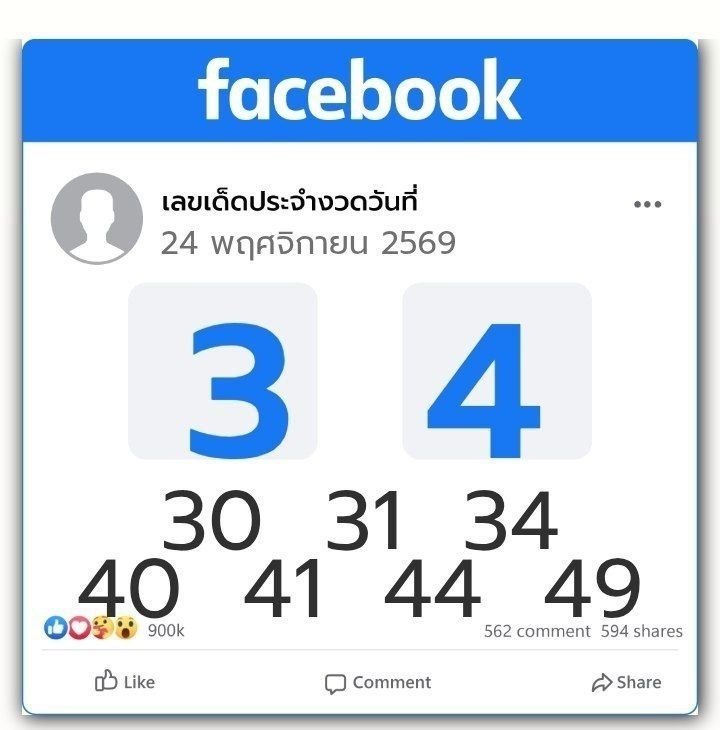 facebook
เลขเด็ดประจำงวดวันที่
24 พฤศจิกายน 2569
3 4
30 31 34
40 41 44 49
900k 562 comment 594 shares
Like Comment Share